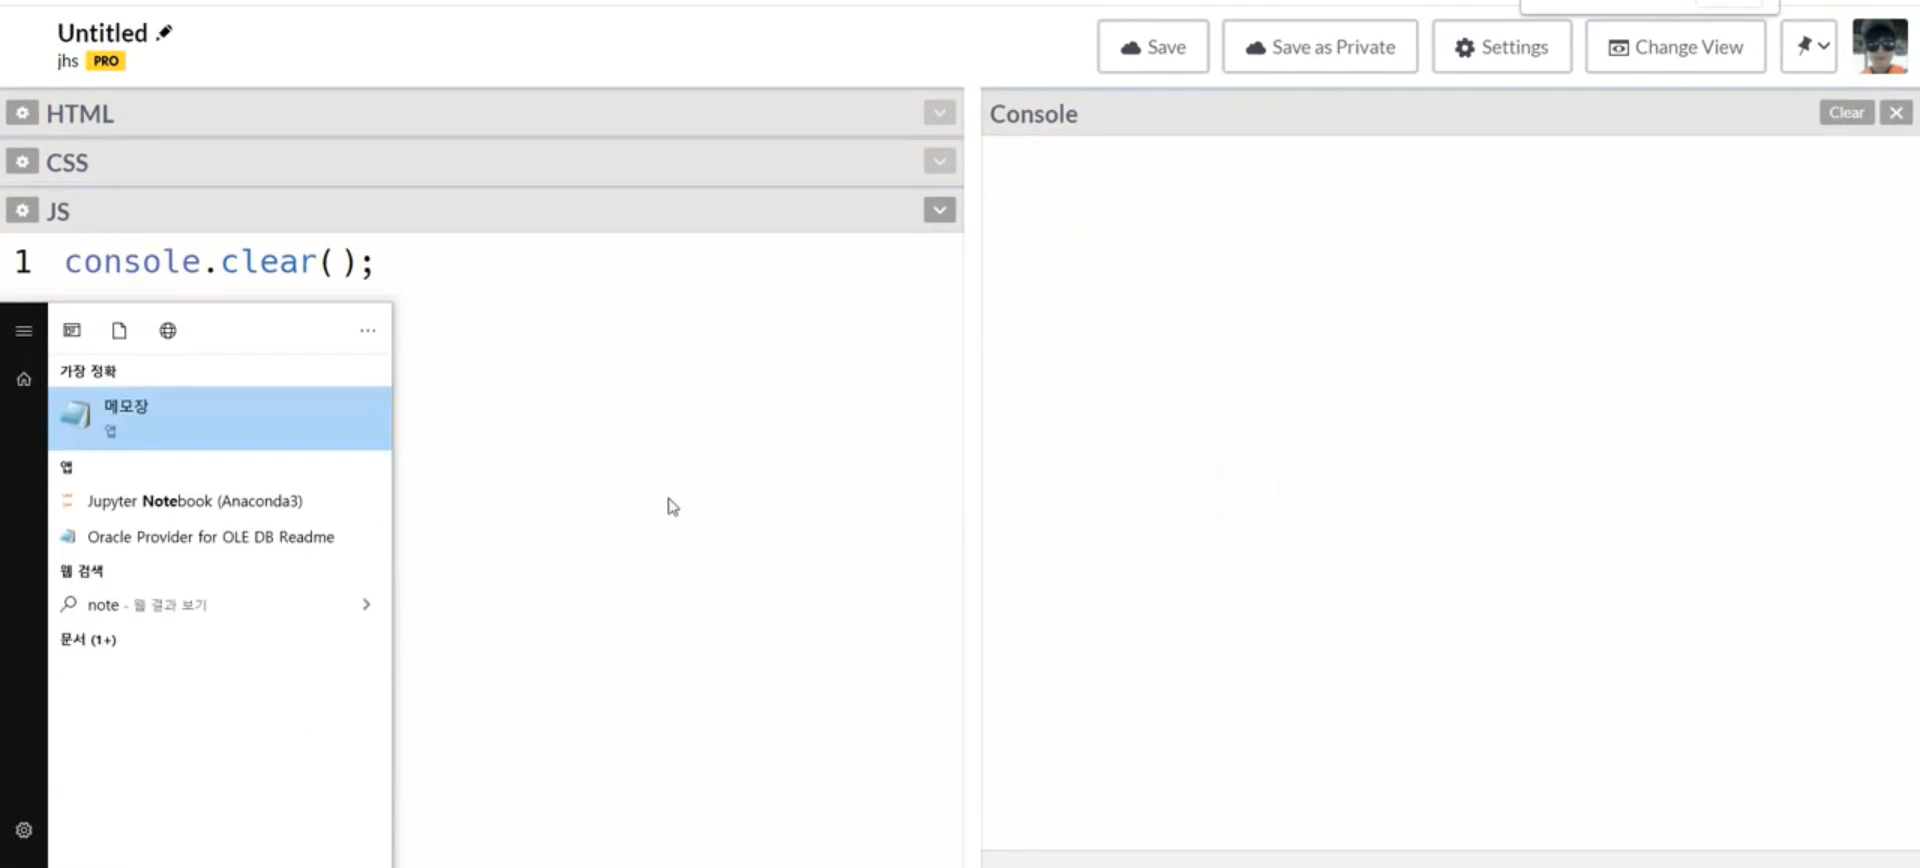 Untitled
jhs PRO
Save
Save as Private
Settings
Change View
HTML
CSS
JS
1 console.clear();
Console
Clear
가장 정확
메모장
앱
앱
Jupyter Notebook (Anaconda3)
Oracle Provider for OLE DB Readme
웹 검색
note - 웹 결과 보기
문서 (1+)